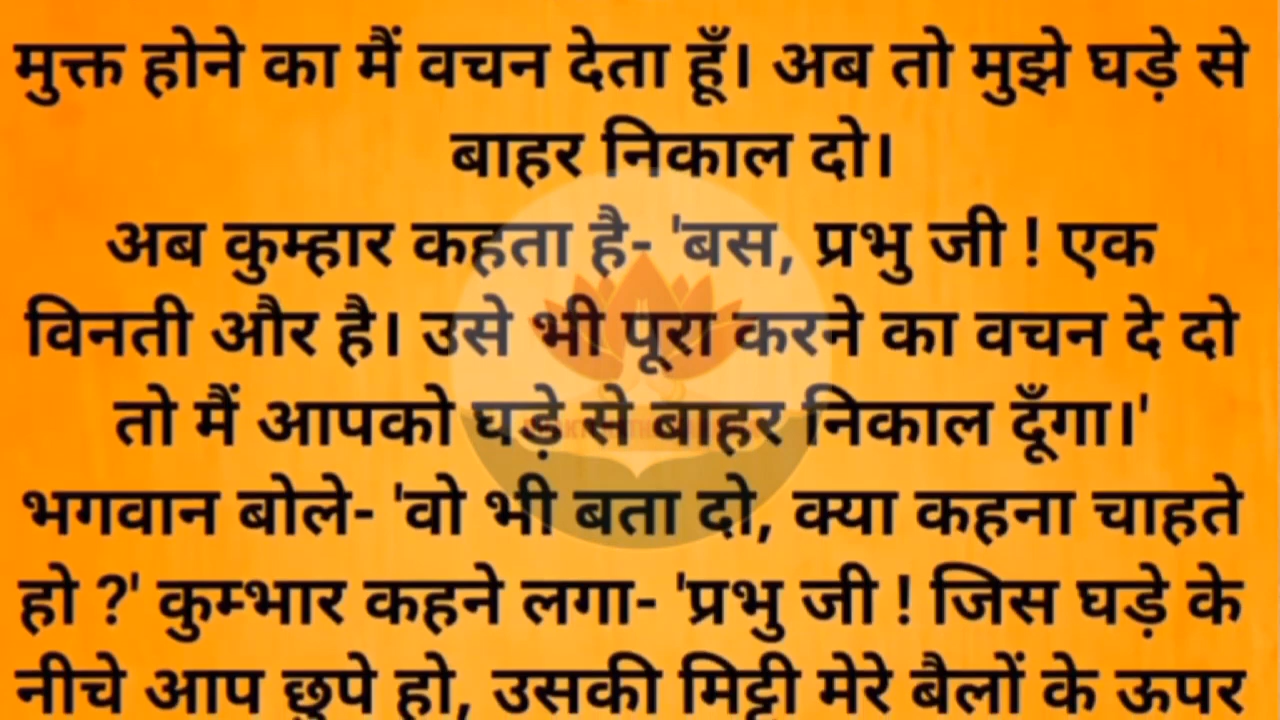 मुक्त होने का मैं वचन देता हूँ। अब तो मुझे घड़े से
बाहर निकाल दो।
अब कुम्हार कहता है- 'बस, प्रभु जी ! एक
विनती और है। उसे भी पूरा करने का वचन दे दो
तो मैं आपको घड़े से बाहर निकाल दूँगा।'
भगवान बोले- 'वो भी बता दो, क्या कहना चाहते
हो ?' कुम्भार कहने लगा- 'प्रभु जी ! जिस घड़े के
नीचे आप छुपे हो, उसकी मिट्टी मेरे बैलों के ऊपर